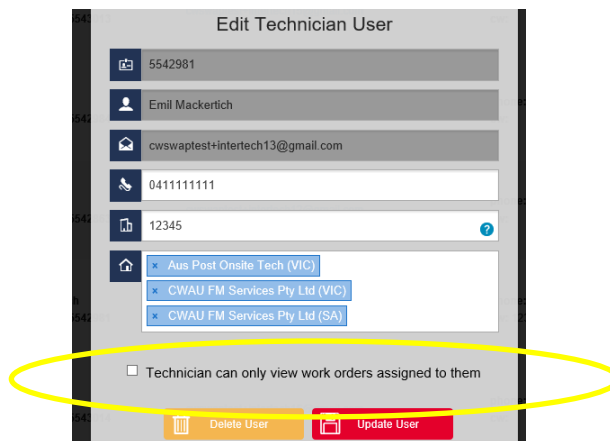 Edit Technician User
5542981
Emil Mackertich
cwswaptest+intertech13@gmail.com
0411111111
12345
?
× Aus Post Onsite Tech (VIC)
× CWAU FM Services Pty Ltd (VIC)
× CWAU FM Services Pty Ltd (SA)
Technician can only view work orders assigned to them
Delete User Update User